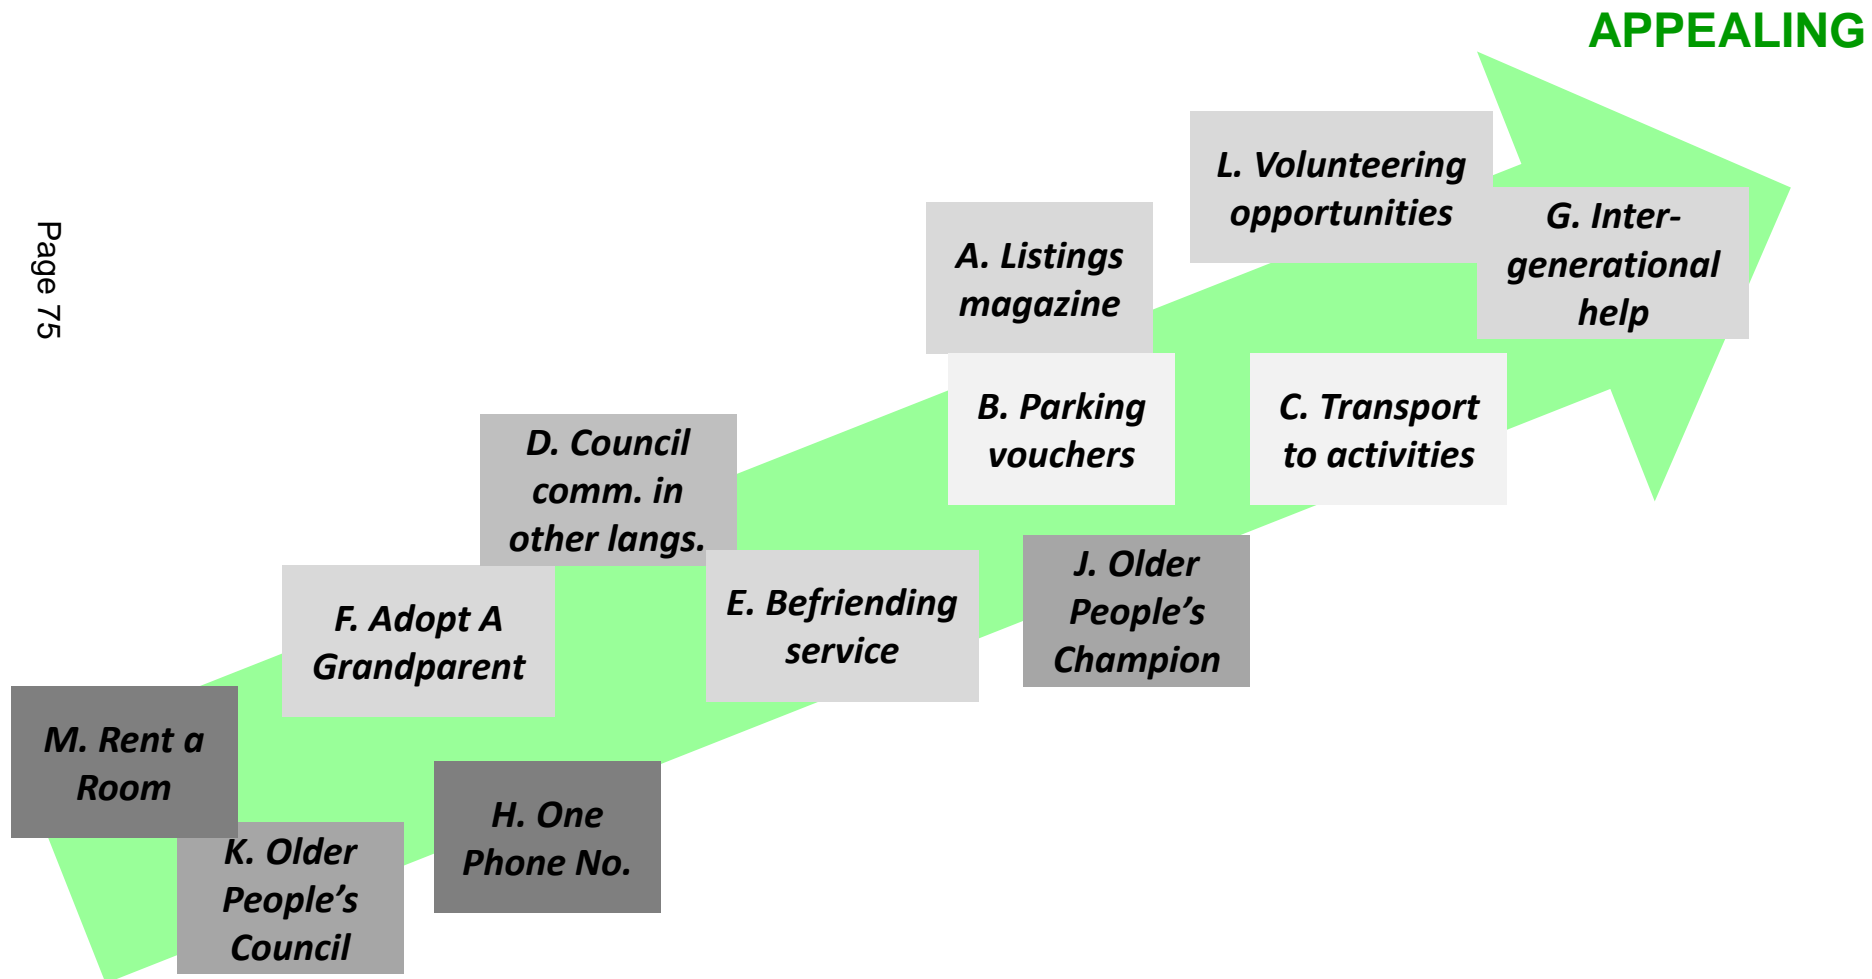 APPEALING
L. Volunteering
opportunities
G. Inter-
generational
help
A. Listings
magazine
B. Parking
vouchers
C. Transport
to activities
D. Council
comm. in
other langs.
J. Older
People’s
Champion
E. Befriending
service
F. Adopt A
Grandparent
M. Rent a
Room
H. One
Phone No.
K. Older
People’s
Council
Page 75